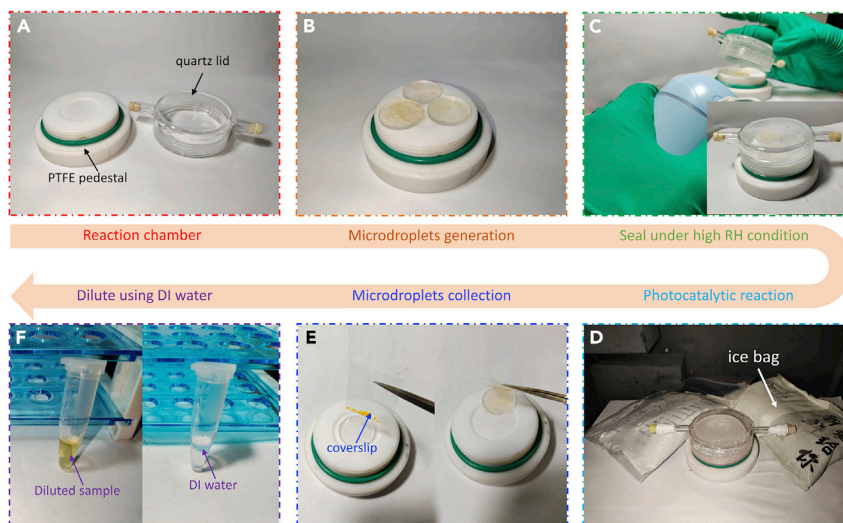 A
quartz lid
PTFE pedestal
B
C
Reaction chamber
Microdroplets generation
Seal under high RH condition
Dilute using DI water
Microdroplets collection
Photocatalytic reaction
F
Diluted sample
DI water
E
coverslip
D
ice bag